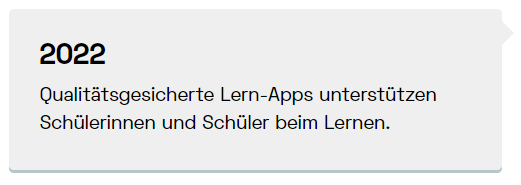 2022
Qualitätsgesicherte Lern-Apps unterstützen
Schülerinnen und Schüler beim Lernen.